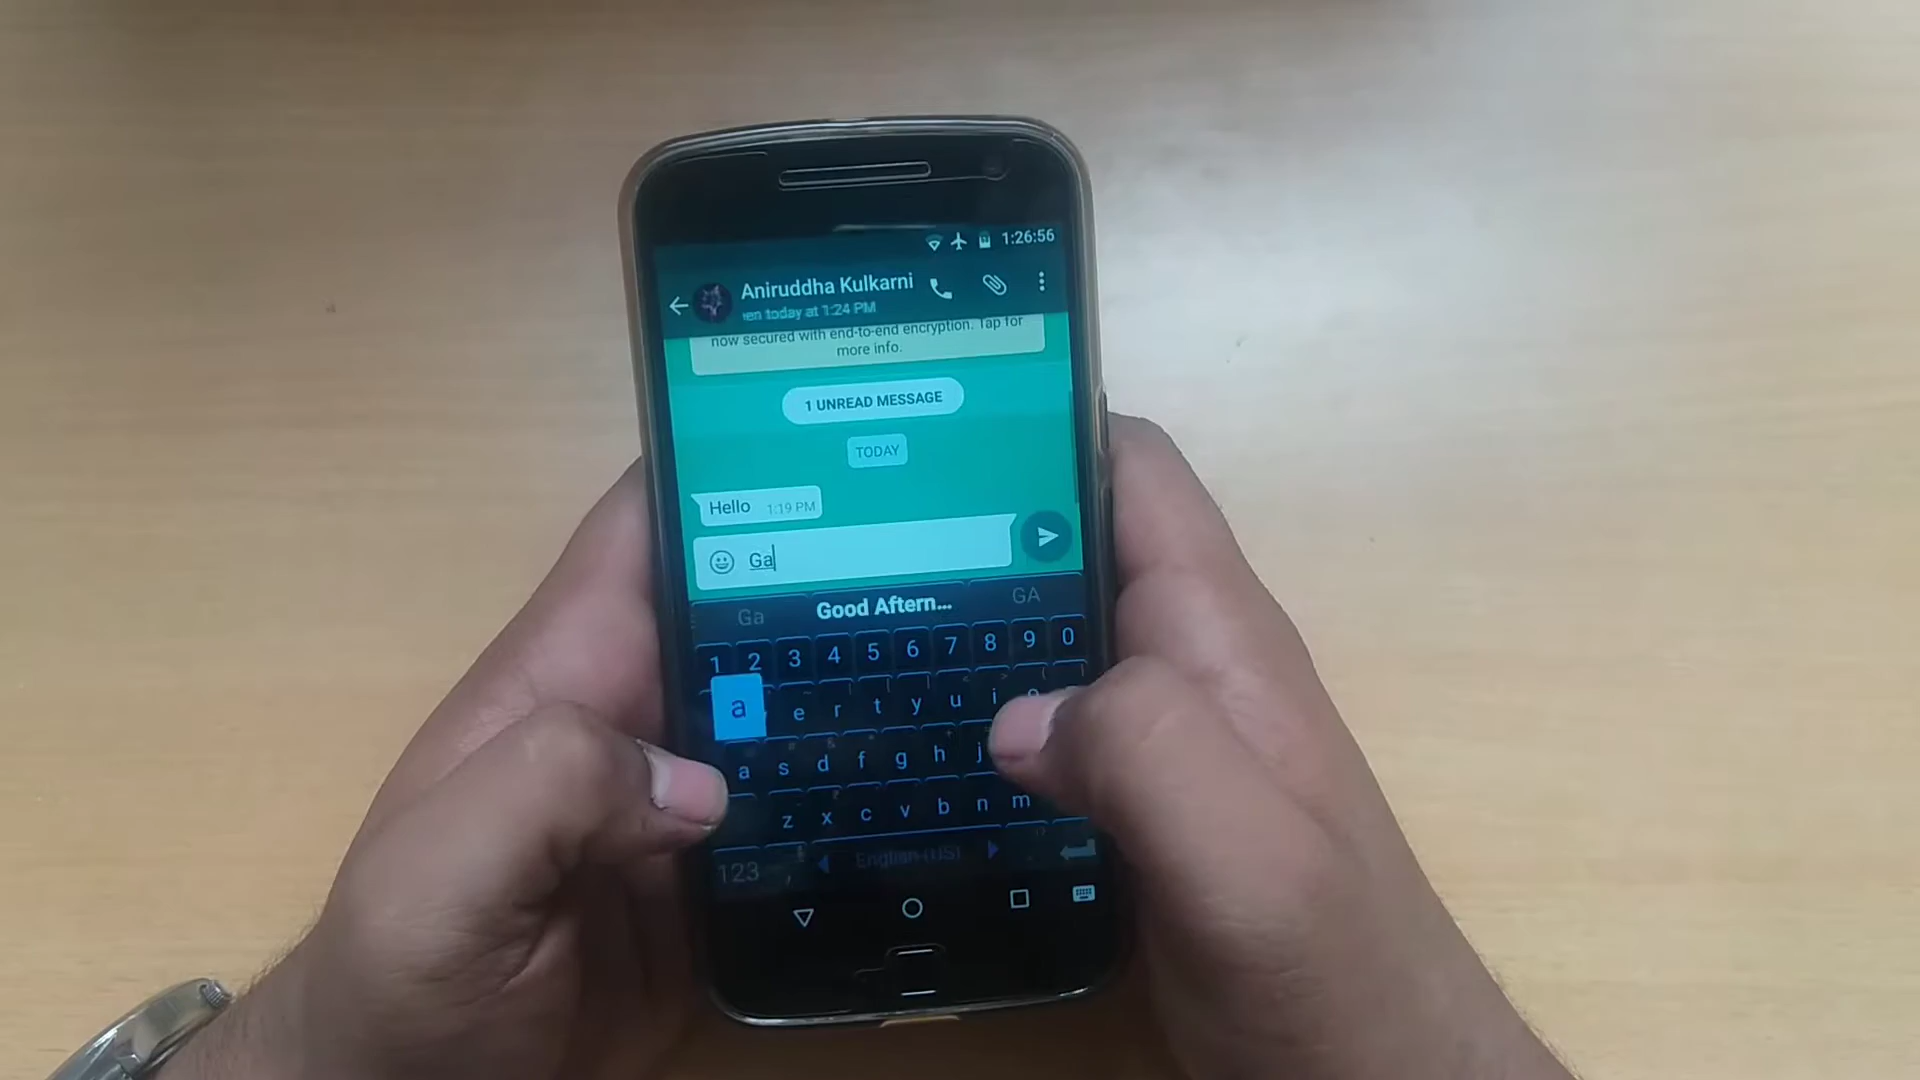 1:26:56
Aniruddha Kulkarni
en today at 1:24 PM
now secured with end-to-end encryption. Tap for
more info.
1 UNREAD MESSAGE
TODAY
Hello 1:19 PM
Ga
Ga Good Aftern... GA
1 2 3 4 5 6 7 8 9 0
a e r t y u i
a s d f g h j
z x c v b n m
123 , English (US) .